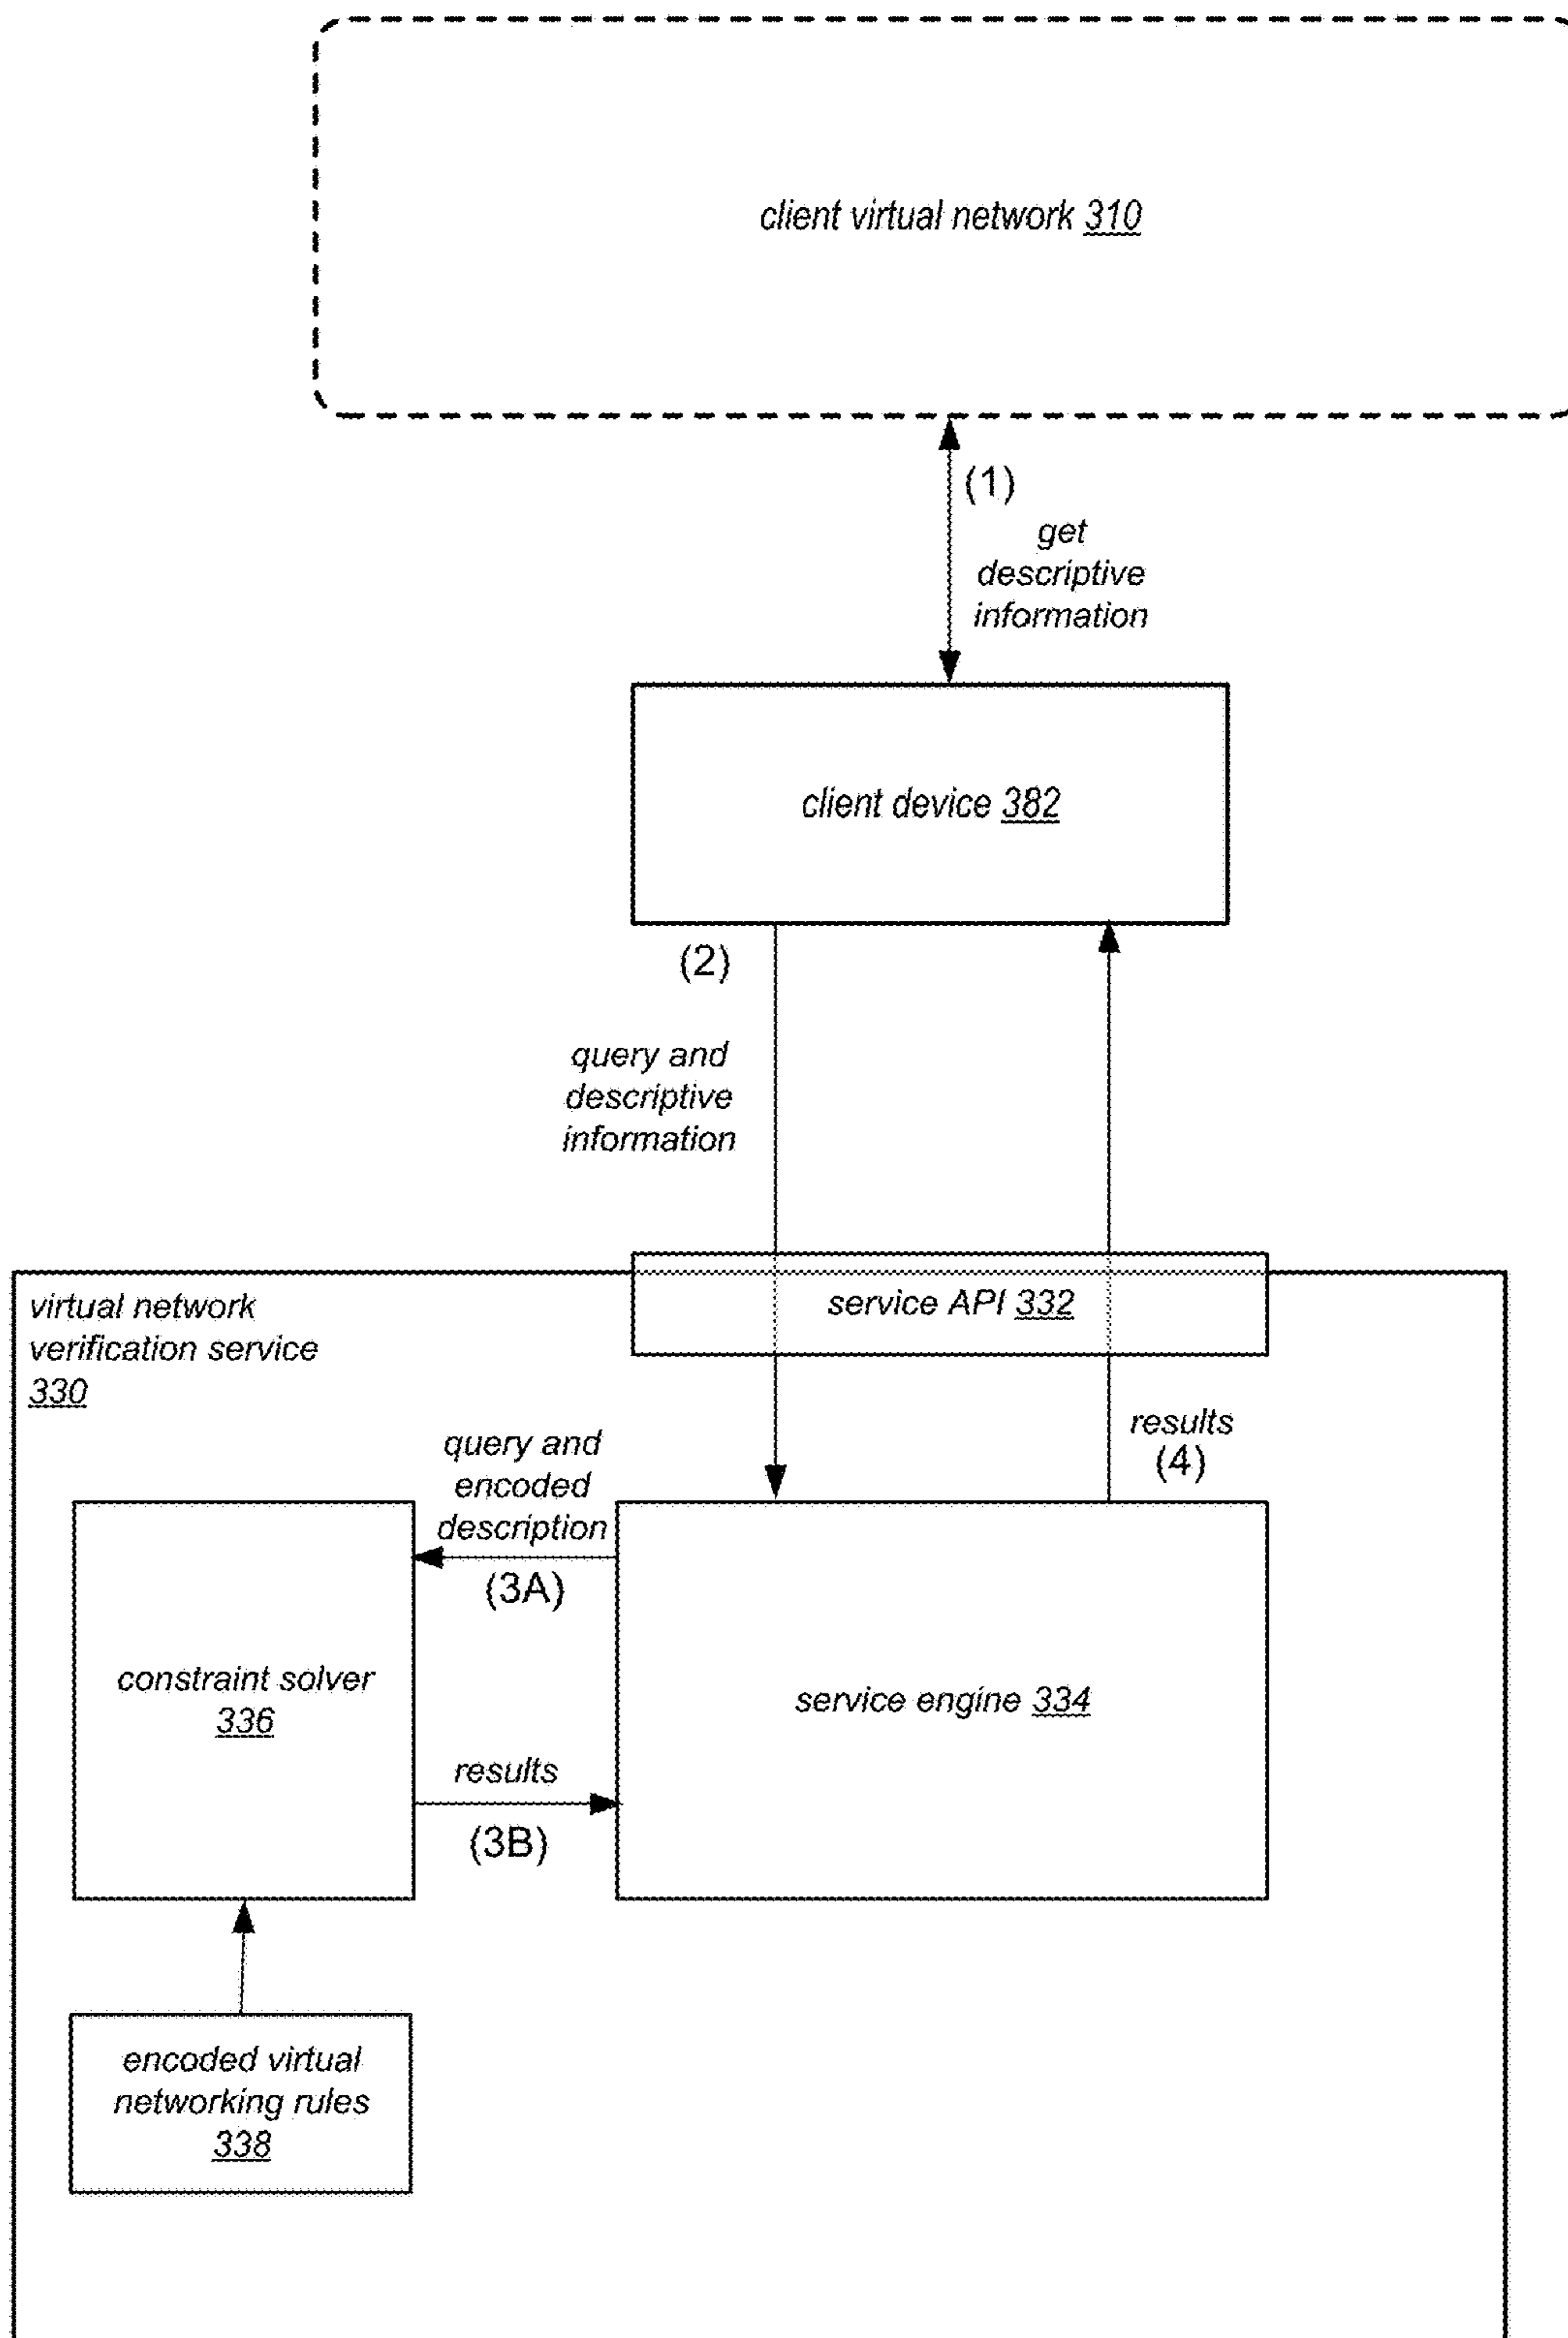 client virtual network 310
(1)
get
descriptive
information
client device 382
(2)
query and
descriptive
information
service API 332
virtual network
verification service
330
results
(4)
query and
encoded
description
(3A)
constraint solver
336
service engine 334
results
(3B)
encoded virtual
networking rules
338